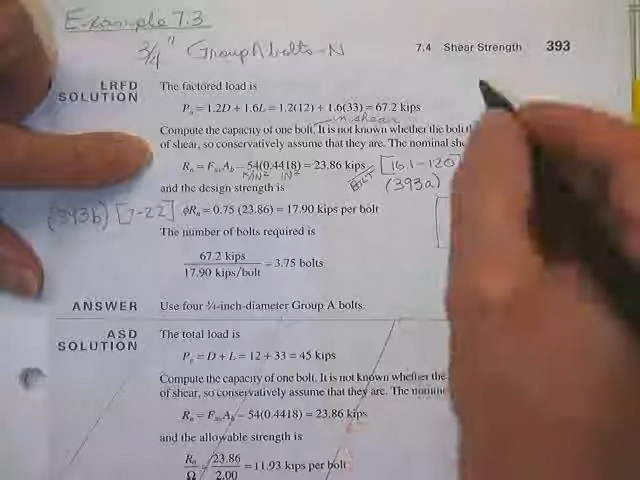 Example 7.3
3/4" Group A bolts - N
7.4 Shear Strength 393
LRFD SOLUTION
The factored load is
Pu = 1.2D + 1.6L = 1.2(12) + 1.6(33) = 67.2 kips
in shear
Compute the capacity of one bolt. It is not known whether the bolt
of shear, so conservatively assume that they are. The nominal
Rn = FnvAb = 54(0.4418) = 23.86 kips [16.1-120]
K/IN² IN² BOLT (393a)
and the design strength is
(393b) [7-22] ϕRn = 0.75 (23.86) = 17.90 kips per bolt
The number of bolts required is
67.2 kips
17.90 kips/bolt = 3.75 bolts
ANSWER Use four 3/4-inch-diameter Group A bolts.
ASD SOLUTION
The total load is
Pa = D + L = 12 + 33 = 45 kips
Compute the capacity of one bolt. It is not known whether the
of shear, so conservatively assume that they are. The
Rn = FnvAb = 54(0.4418) = 23.86 kips
and the allowable strength is
Rn 23.86
Ω = 2.00 = 11.93 kips per bolt